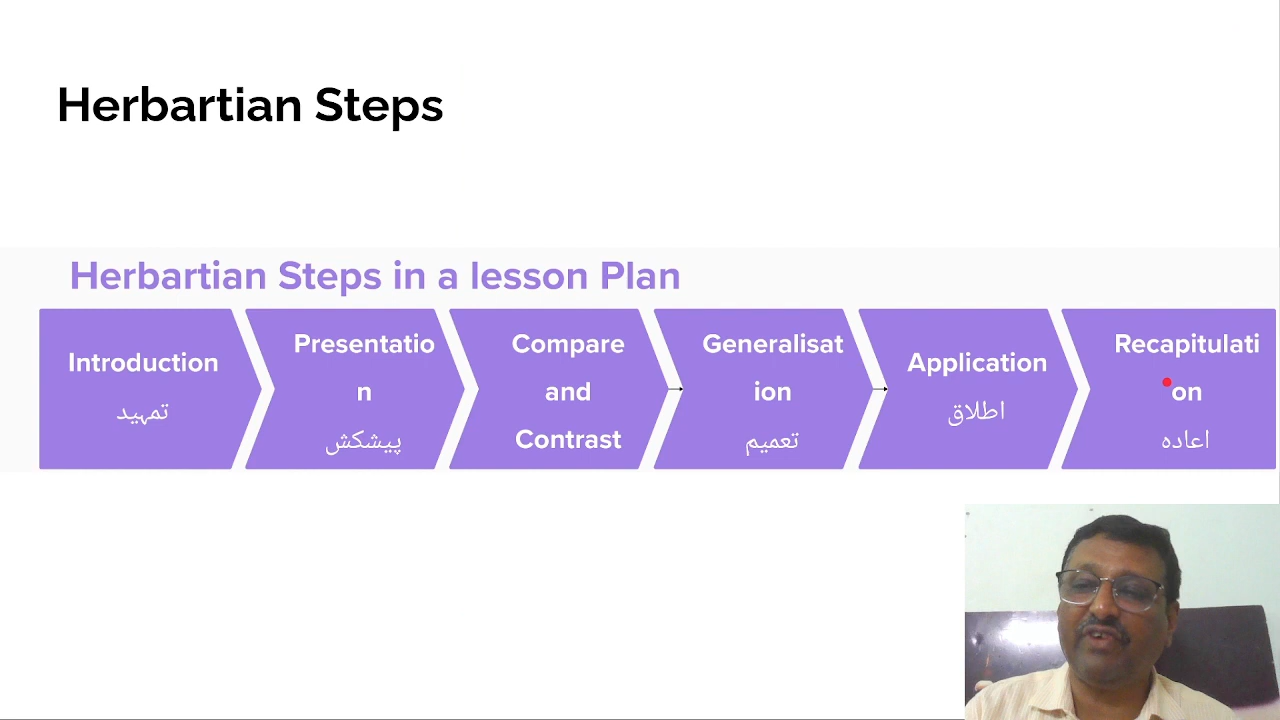 Herbartian Steps
Herbartian Steps in a lesson Plan
Introduction
تمہید
Presentatio
n
پیشکش
Compare
and
Contrast
Generalisat
ion
تعمیم
Application
اطلاق
Recapitulati
on
اعادہ